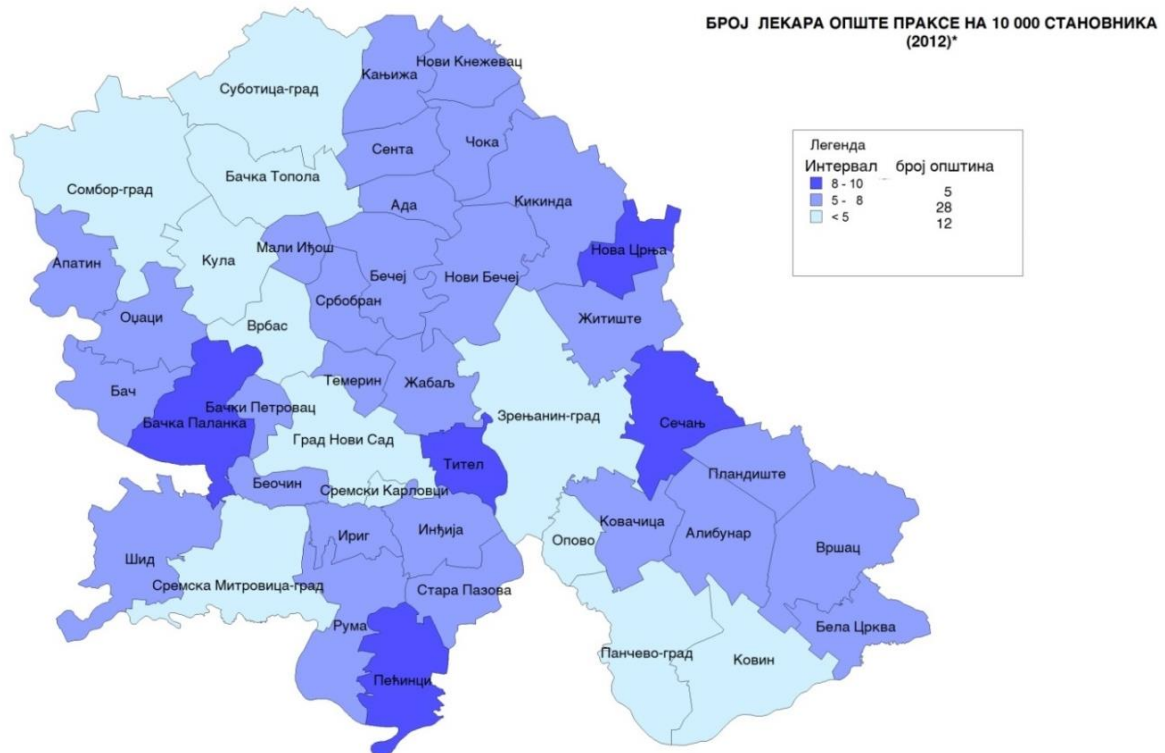 БРОЈ ЛЕКАРА ОПШТЕ ПРАКСЕ НА 10 000 СТАНОВНИКА
(2012)*
Легенда
Интервал број општина
8 - 10 5
5 - 8 28
< 5 12
Нови Кнежевац
Кањижа
Суботица-град
Чока
Сента
Бачка Топола
Сомбор-град
Ада
Кикинда
Мали Иђош
Нова Црња
Кула
Апатин
Бечеј
Нови Бечеј
Србобран
Оџаци
Житиште
Врбас
Темерин
Жабаљ
Бач
Бачки Петровац
Зрењанин-град
Бачка Паланка
Сечањ
Град Нови Сад
Тител
Пландиште
Беочин
Сремски Карловци
Ковачица
Инђија
Алибунар
Ириг
Опово
Вршац
Шид
Сремска Митровица-град
Стара Пазова
Рума
Бела Црква
Панчево-град
Ковин
Пећинци